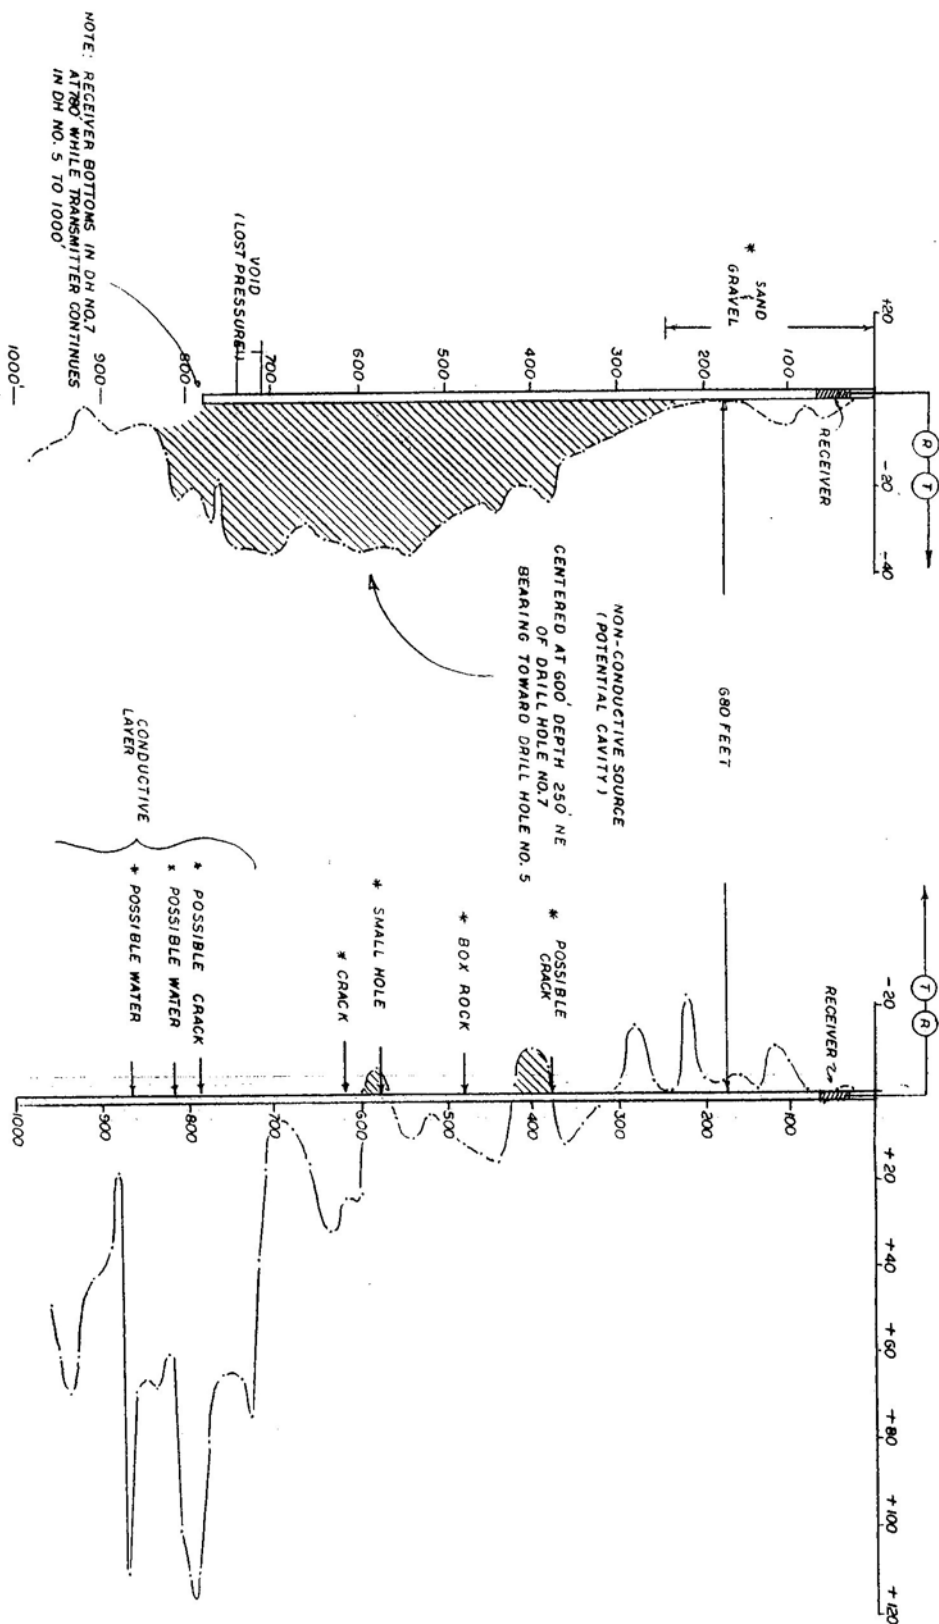 +20
-20
-40
R
T
* SAND
&
GRAVEL
RECEIVER
100
200
300
400
500
600
700
800
900
1000'
VOID
(LOST PRESSURE!)
NOTE: RECEIVER BOTTOMS IN DH NO.7
AT 780' WHILE TRANSMITTER CONTINUES
IN DH NO. 5 TO 1000'
680 FEET
NON-CONDUCTIVE SOURCE
(POTENTIAL CAVITY)
CENTERED AT 600' DEPTH 250' NE
OF DRILL HOLE NO.7
BEARING TOWARD DRILL HOLE NO. 5
T
R
-20
+20
+40
+60
+80
+100
+120
RECEIVER
100
200
300
400
500
600
700
800
900
1000
* POSSIBLE
CRACK
* BOX ROCK
* SMALL HOLE
* CRACK
* POSSIBLE CRACK
* POSSIBLE WATER
* POSSIBLE WATER
CONDUCTIVE
LAYER